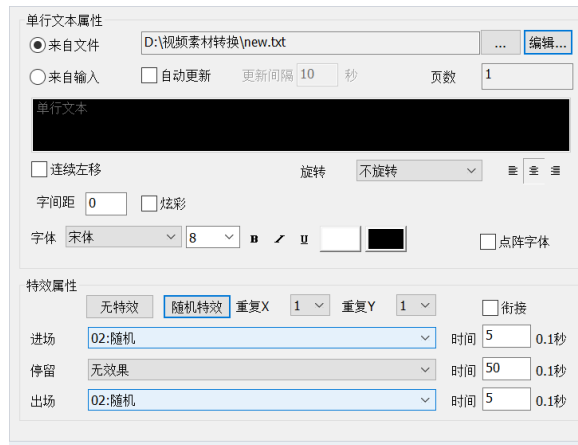 单行文本属性
来自文件 D:\视频素材转换\new.txt ... 编辑...
来自输入 自动更新 更新间隔 10 秒 页数 1
单行文本
连续左移 旋转 不旋转
字间距 0 炫彩
字体 宋体 8 B I U 点阵字体
特效属性
无特效 随机特效 重复X 1 重复Y 1 衔接
进场 02:随机 时间 5 0.1秒
停留 无效果 时间 50 0.1秒
出场 02:随机 时间 5 0.1秒